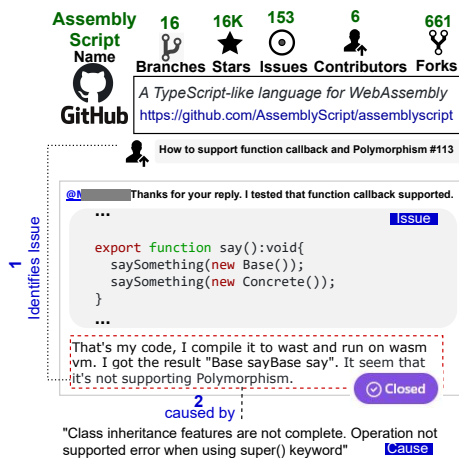 Assembly
Script
Name
16
16K
153
6
661
Branches Stars Issues Contributors Forks
GitHub
A TypeScript-like language for WebAssembly
https://github.com/AssemblyScript/assemblyscript
How to support function callback and Polymorphism #113
Thanks for your reply. I tested that function callback supported.
...
Issue
export function say():void{
saySomething(new Base());
saySomething(new Concrete());
}
...
1
Identifies Issue
That's my code, I compile it to wast and run on wasm
vm. I got the result "Base sayBase say". It seem that
it's not supporting Polymorphism.
Closed
2
caused by
"Class inheritance features are not complete. Operation not
supported error when using super() keyword"
Cause